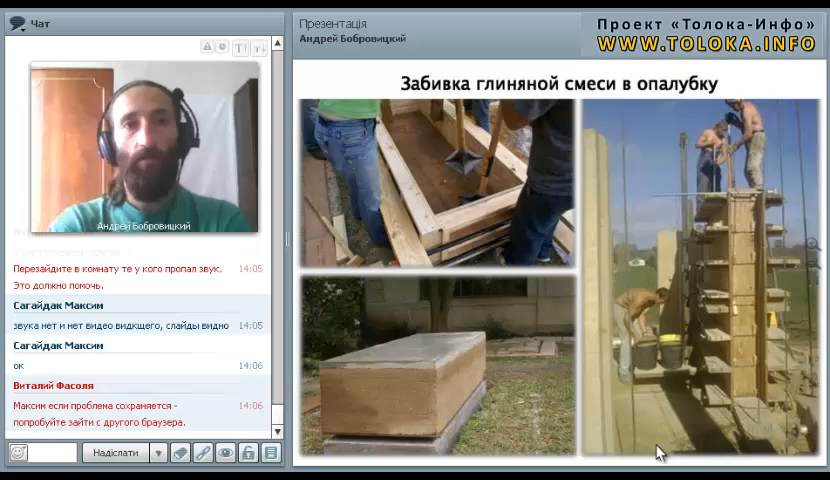 Чат
Андрей Бобровицкий
Перезайдите в комнату те у кого пропал звук.
14:05
Это должно помочь.
Сагайдак Максим
звука нет и нет видео видкщего, слайды видно
14:05
Сагайдак Максим
ок
14:06
Виталий Фасоля
Максим если проблема сохраняется -
14:06
попробуйте зайти с другого браузера.
Надіслати
Презентація
Андрей Бобровицкий
Проект «Толока-Инфо»
WWW.TOLOKA.INFO
Забивка глиняной смеси в опалубку